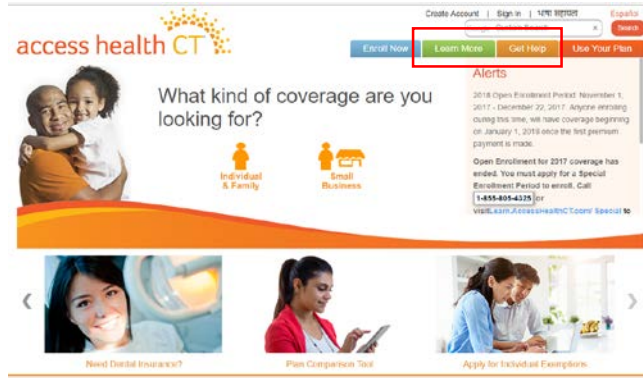 Create Account | Sign In | भाषा सहायता Español
Custom Search × Search
access health CT
Enroll Now Learn More Get Help Use Your Plan
What kind of coverage are you
looking for?
Individual
& Family
Small
Business
Alerts
2018 Open Enrollment Period: November 1,
2017 - December 22, 2017. Anyone enrolling
during this time, will have coverage beginning
on January 1, 2018 once the first premium
payment is made.
Open Enrollment for 2017 coverage has
ended. You must apply for a Special
Enrollment Period to enroll. Call
1-855-805-4325 or
visit Learn.AccessHealthCT.com/ Special to
Need Dental Insurance?
Plan Comparison Tool
Apply for Individual Exemptions